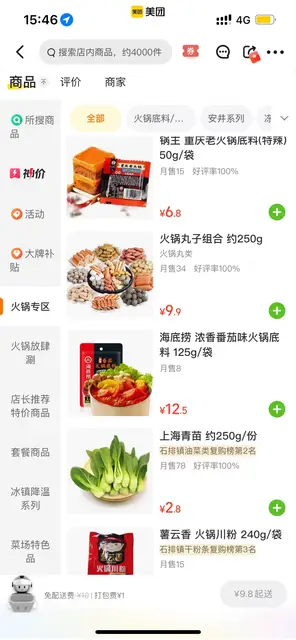 15:46
美团 美团
搜索店内商品，约4000件
券
商品
评价
商家
所搜商品
神价
活动
大牌补贴
火锅专区
火锅放肆涮
店长推荐特价商品
套餐商品
冰镇降温系列
菜场特色品
全部
火锅底料/...
安井系列
锅王 重庆老火锅底料(特辣)
50g/袋
月售15 好评率100%
¥6.8
火锅丸子组合 约250g
火锅丸类
月售34 好评率100%
¥9.9
海底捞 浓香番茄味火锅底
料 125g/袋
月售8
¥12.5
上海青苗 约250g/份
石排镇油菜类复购榜第2名
月售78 好评率100%
¥2.8
薯云香 火锅川粉 240g/袋
石排镇干粉条复购榜第3名
月售15
免配送费 打包费¥1
¥9.8起送